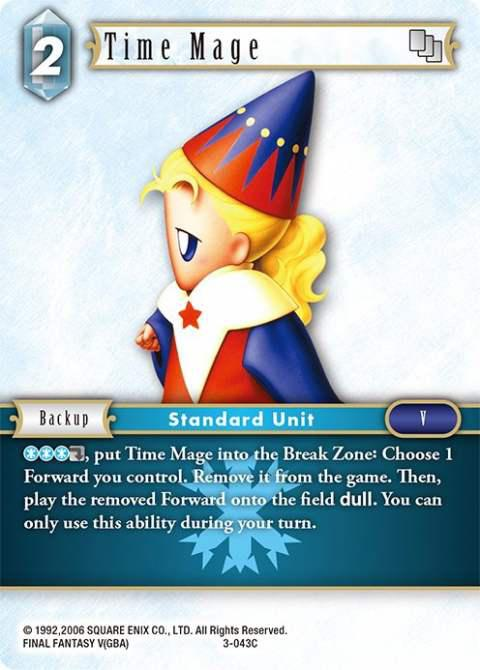 2
Time Mage
Backup
Standard Unit
V
, put Time Mage into the Break Zone: Choose 1
Forward you control. Remove it from the game. Then,
play the removed Forward onto the field dull. You can
only use this ability during your turn.
© 1992,2006 SQUARE ENIX CO., LTD. All Rights Reserved.
FINAL FANTASY V(GBA)
3-043C